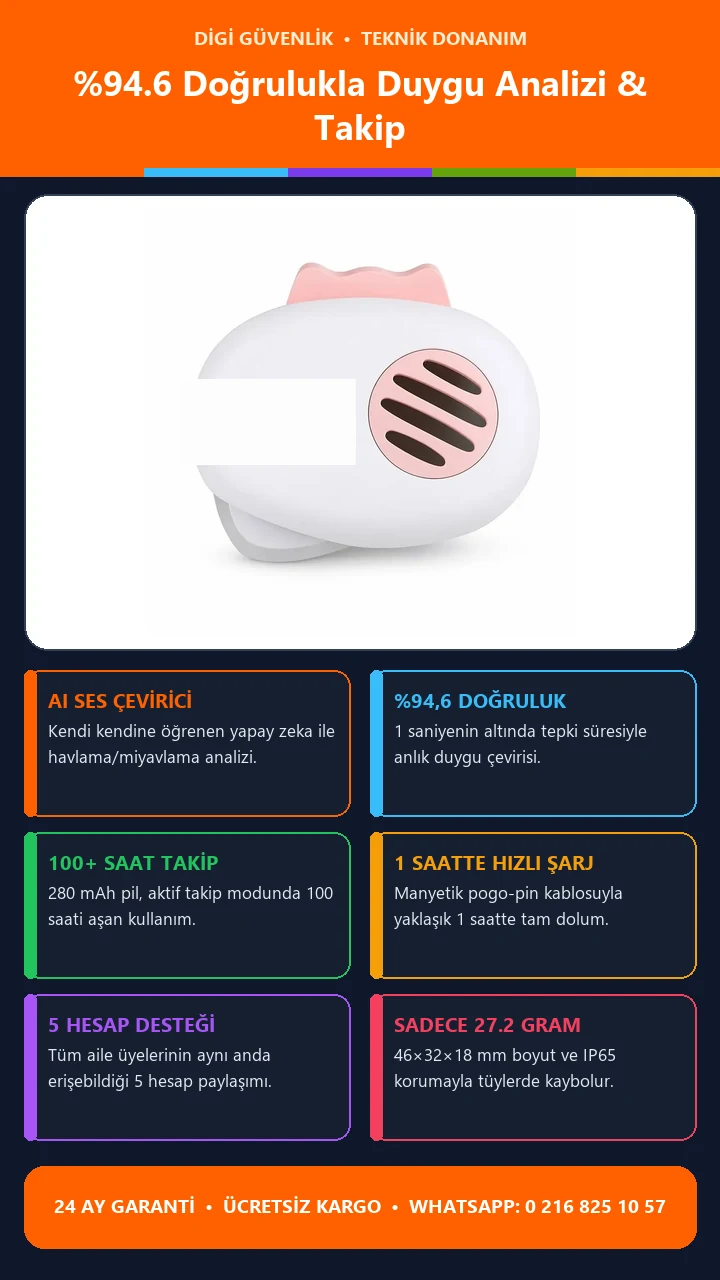 DİGİ GÜVENLİK • TEKNİK DONANIM
%94.6 Doğrulukla Duygu Analizi &
Takip
AI SES ÇEVİRİCİ
Kendi kendine öğrenen yapay zeka ile
havlama/miyavlama analizi.
%94,6 DOĞRULUK
1 saniyenin altında tepki süresiyle
anlık duygu çevirisi.
100+ SAAT TAKİP
280 mAh pil, aktif takip modunda 100
saati aşan kullanım.
1 SAATTE HIZLI ŞARJ
Manyetik pogo-pin kablosuyla
yaklaşık 1 saatte tam dolum.
5 HESAP DESTEĞİ
Tüm aile üyelerinin aynı anda
erişebildiği 5 hesap paylaşımı.
SADECE 27.2 GRAM
46×32×18 mm boyut ve IP65
korumayla tüylerde kaybolur.
24 AY GARANTİ • ÜCRETSİZ KARGO • WHATSAPP: 0 216 825 10 57